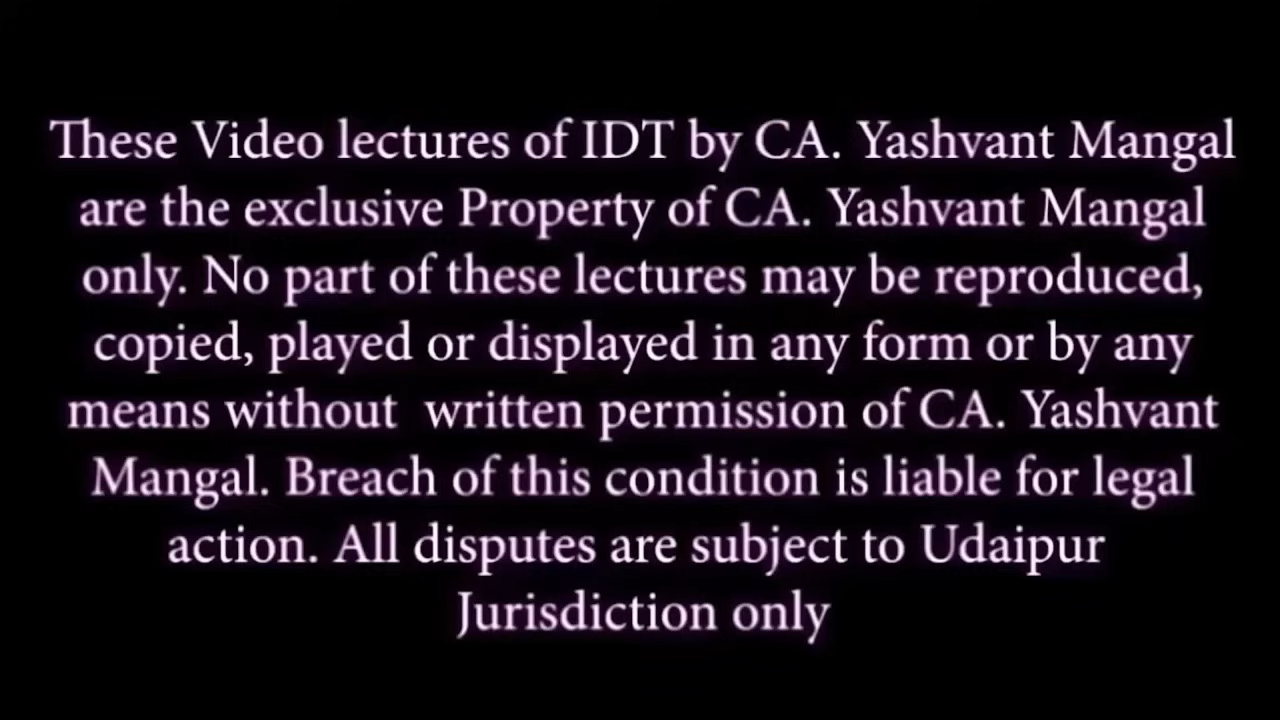 These Video lectures of IDT by CA. Yashvant Mangal
are the exclusive Property of CA. Yashvant Mangal
only. No part of these lectures may be reproduced,
copied, played or displayed in any form or by any
means without  written permission of CA. Yashvant
Mangal. Breach of this condition is liable for legal
action. All disputes are subject to Udaipur
Jurisdiction only